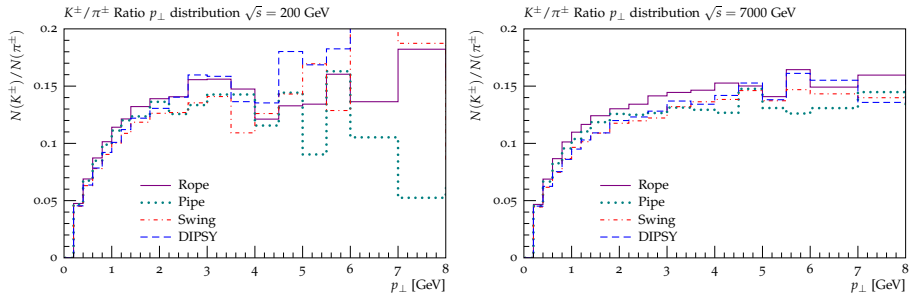 K±/π± Ratio p⊥ distribution √s = 200 GeV
N(K±)/N(π±)
0.2
0.15
0.1
0.05
0
Rope
Pipe
Swing
DIPSY
0 1 2 3 4 5 6 7 8
p⊥ [GeV]
K±/π± Ratio p⊥ distribution √s = 7000 GeV
N(K±)/N(π±)
0.2
0.15
0.1
0.05
0
Rope
Pipe
Swing
DIPSY
0 1 2 3 4 5 6 7 8
p⊥ [GeV]